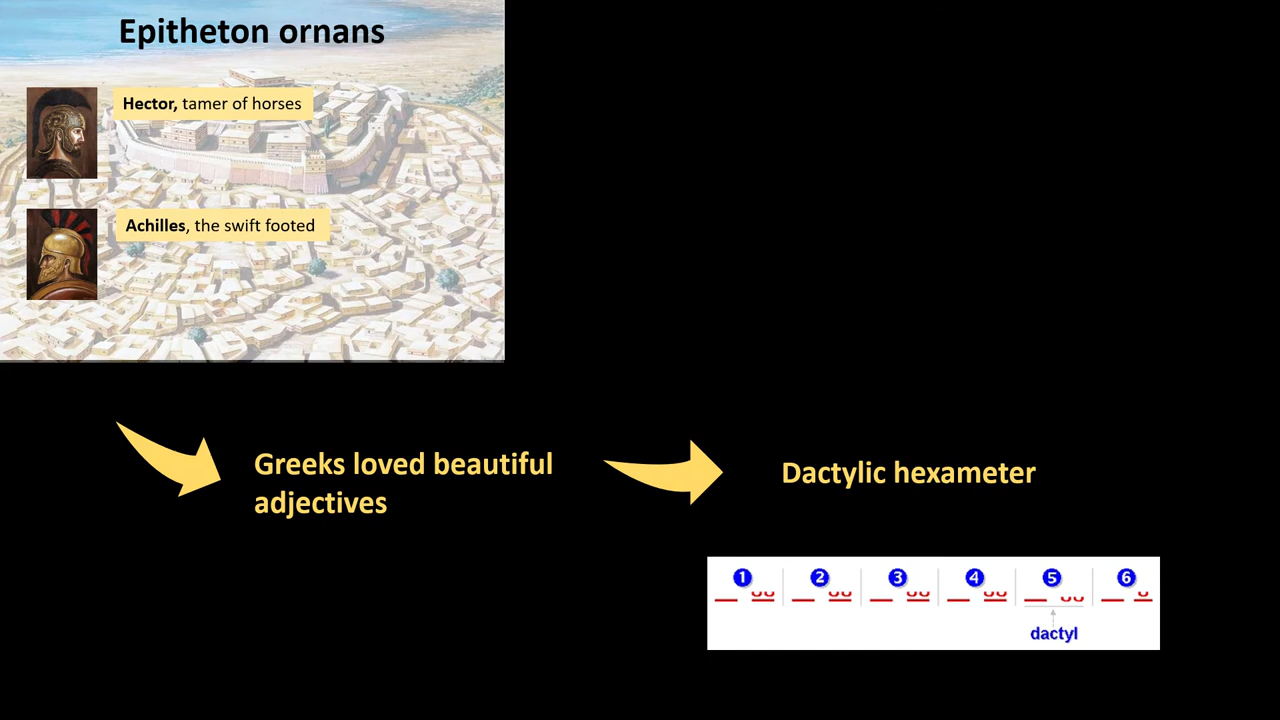 Epitheton ornans
Hector, tamer of horses
Achilles, the swift footed
Greeks loved beautiful
adjectives
Dactylic hexameter
1 2 3 4 5 6
dactyl